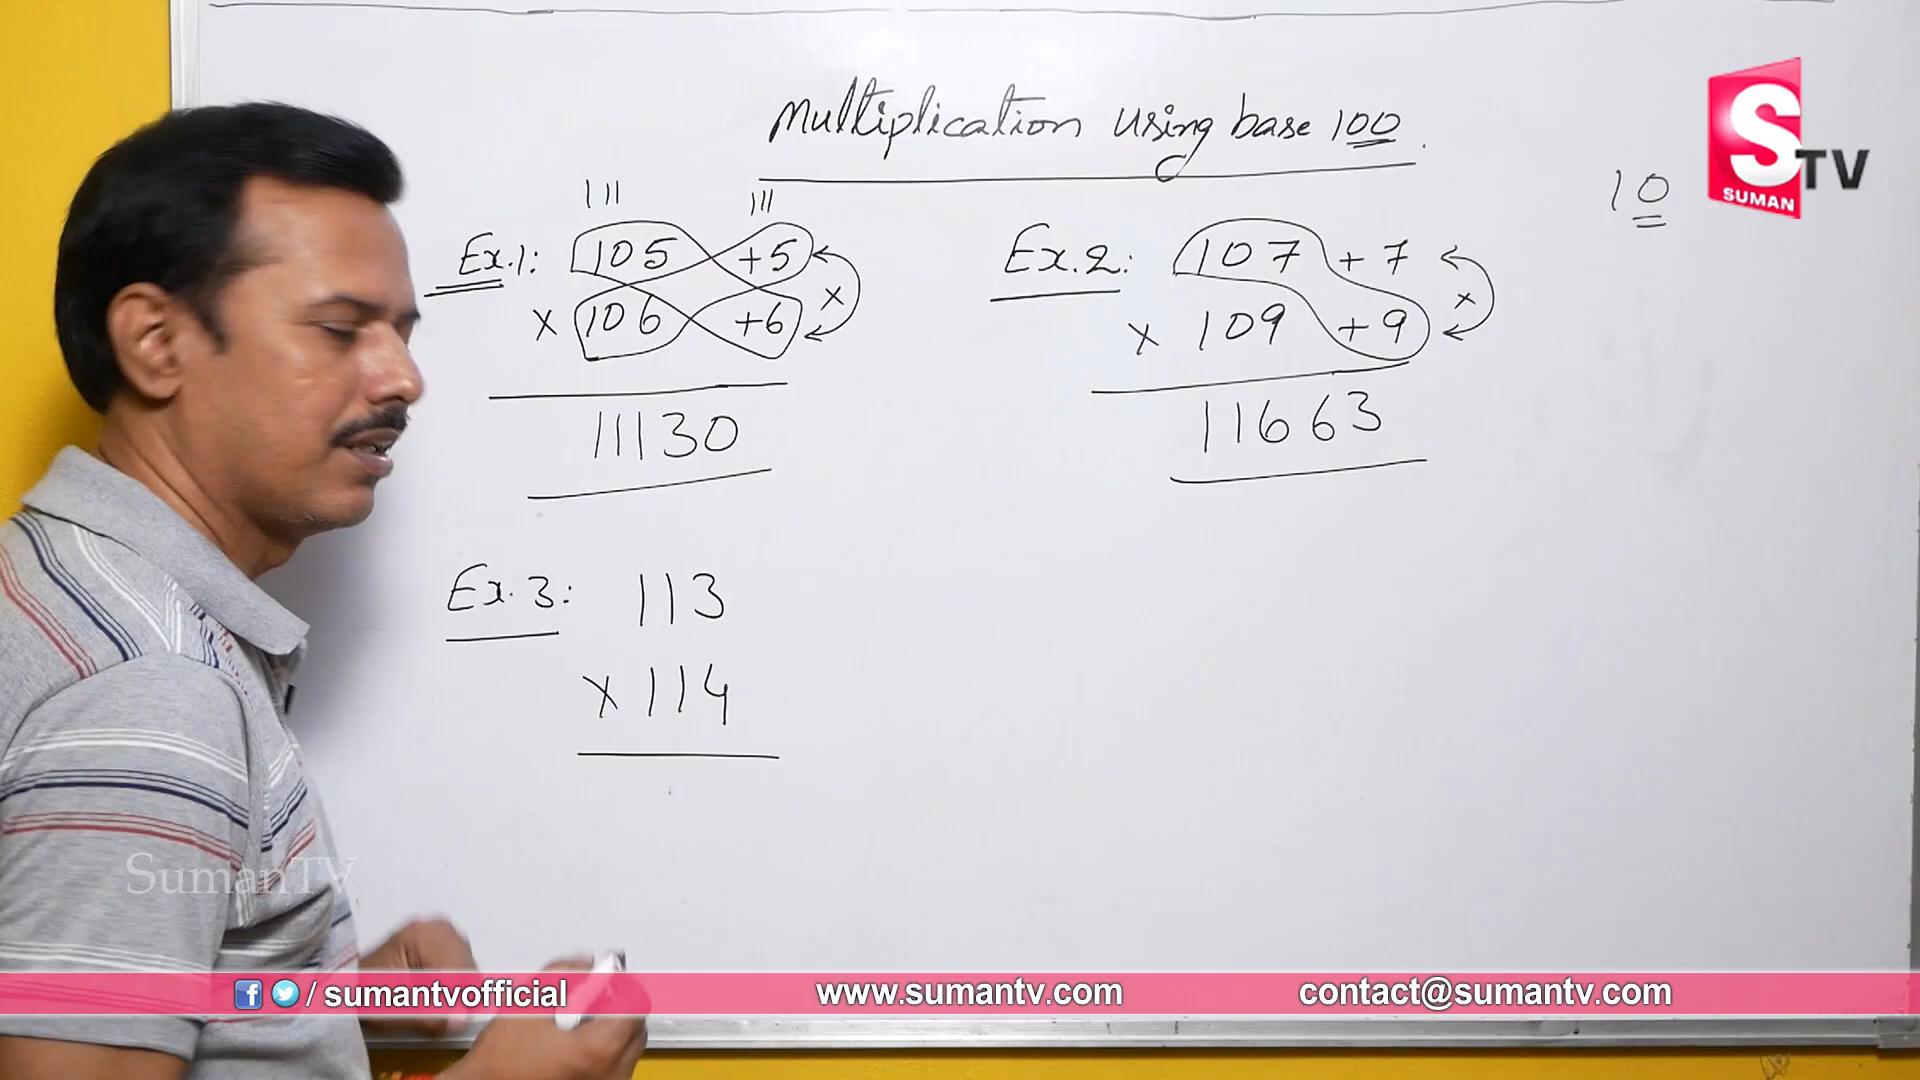 Multiplication using base 100.
10
S TV
SUMAN
111 111
Ex.1: 105 +5
x 106 +6 x
11130
Ex.2: 107 +7
x 109 +9 x
11663
Ex.3: 113
x 114
SumanTV
/ sumantvofficial www.sumantv.com contact@sumantv.com